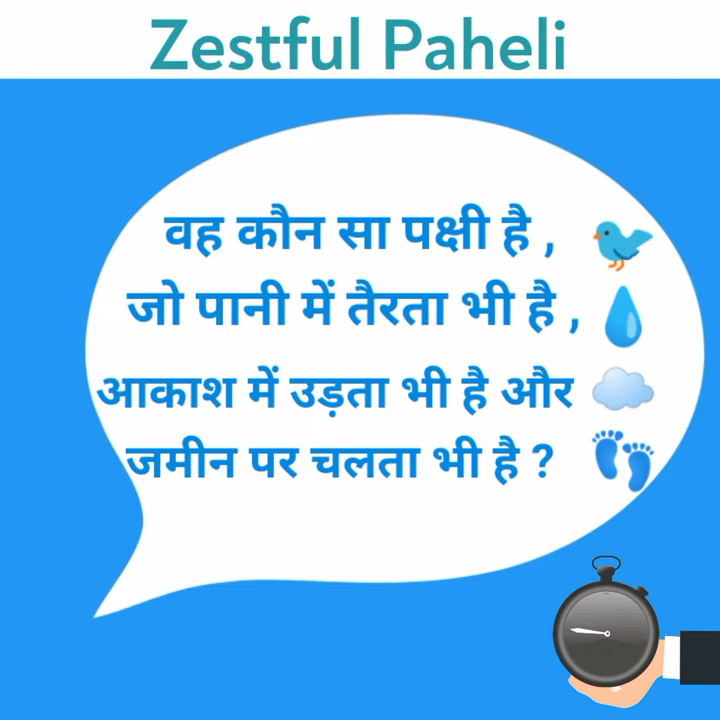 Zestful Paheli
वह कौन सा पक्षी है ,
जो पानी में तैरता भी है ,
आकाश में उड़ता भी है और
जमीन पर चलता भी है ?